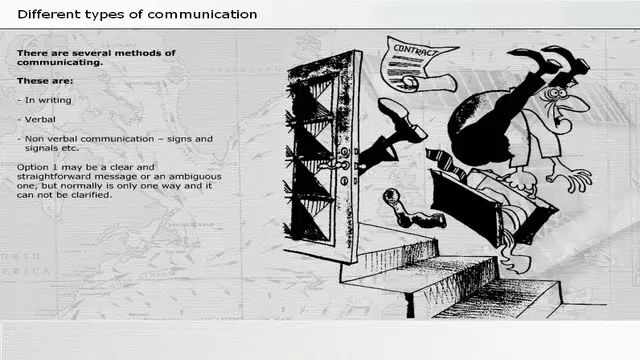 Different types of communication
There are several methods of
communicating.
These are:
- In writing
- Verbal
- Non verbal communication – signs and
signals etc.
Option 1 may be a clear and
straightforward message or an ambiguous
one, but normally is only one way and it
can not be clarified.
CONTRACT